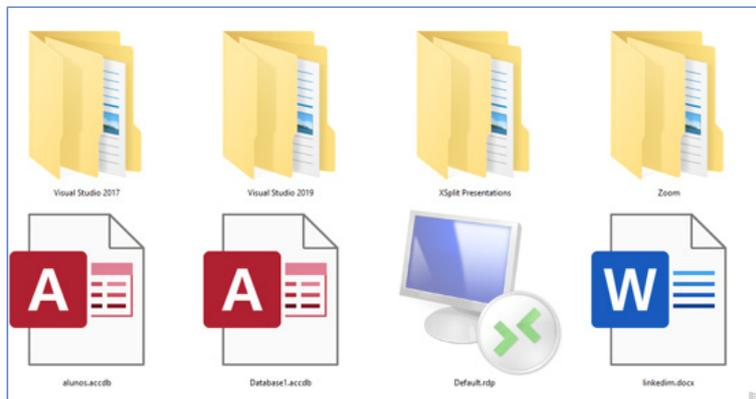 Visual Studio 2017
Visual Studio 2019
XSplit Presentations
Zoom
A
A
W
alunos.accdb
Database1.accdb
Default.rdp
linkedim.docx